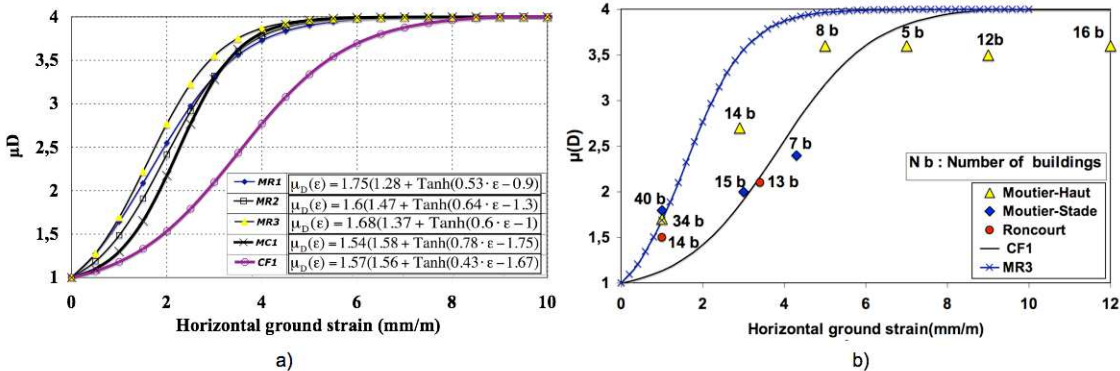 4
3,5
3
2,5
2
1,5
1
μD
MR1 μD(ε) = 1.75(1.28 + Tanh(0.53·ε−0.9)
MR2 μD(ε) = 1.6(1.47 + Tanh(0.64·ε−1.3)
MR3 μD(ε) = 1.68(1.37 + Tanh(0.6·ε−1)
MC1 μD(ε) = 1.54(1.58 + Tanh(0.78·ε−1.75)
CF1 μD(ε) = 1.57(1.56 + Tanh(0.43·ε−1.67)
0 2 4 6 8 10
Horizontal ground strain (mm/m)
a)
4
3,5
3
2,5
2
1,5
1
μ(D)
8 b
5 b
12b
16 b
14 b
7 b
15 b
13 b
40 b
34 b
14 b
N b : Number of buildings
Moutier-Haut
Moutier-Stade
Roncourt
CF1
MR3
0 2 4 6 8 10 12
Horizontal ground strain(mm/m)
b)